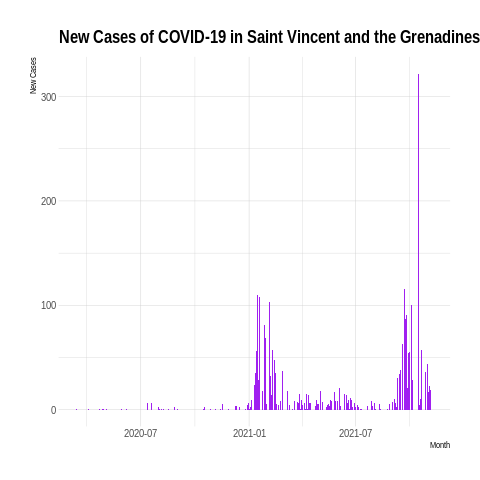 New Cases of COVID-19 in Saint Vincent and the Grenadines
New Cases
300
200
100
0
2020-07
2021-01
2021-07
Month